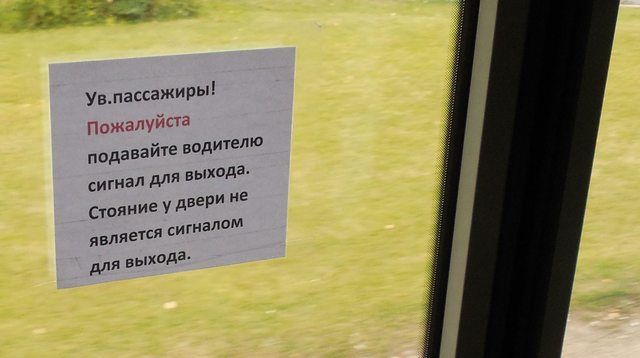 Ув.пассажиры!
Пожалуйста
подавайте водителю
сигнал для выхода.
Стояние у двери не
является сигналом
для выхода.